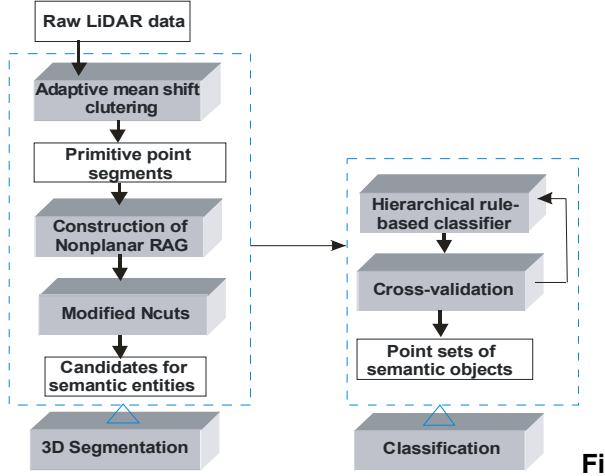 Raw LiDAR data
Adaptive mean shift
clutering
Primitive point
segments
Construction of
Nonplanar RAG
Modified Ncuts
Candidates for
semantic entities
3D Segmentation
Hierarchical rule-
based classifier
Cross-validation
Point sets of
semantic objects
Classification
Fi